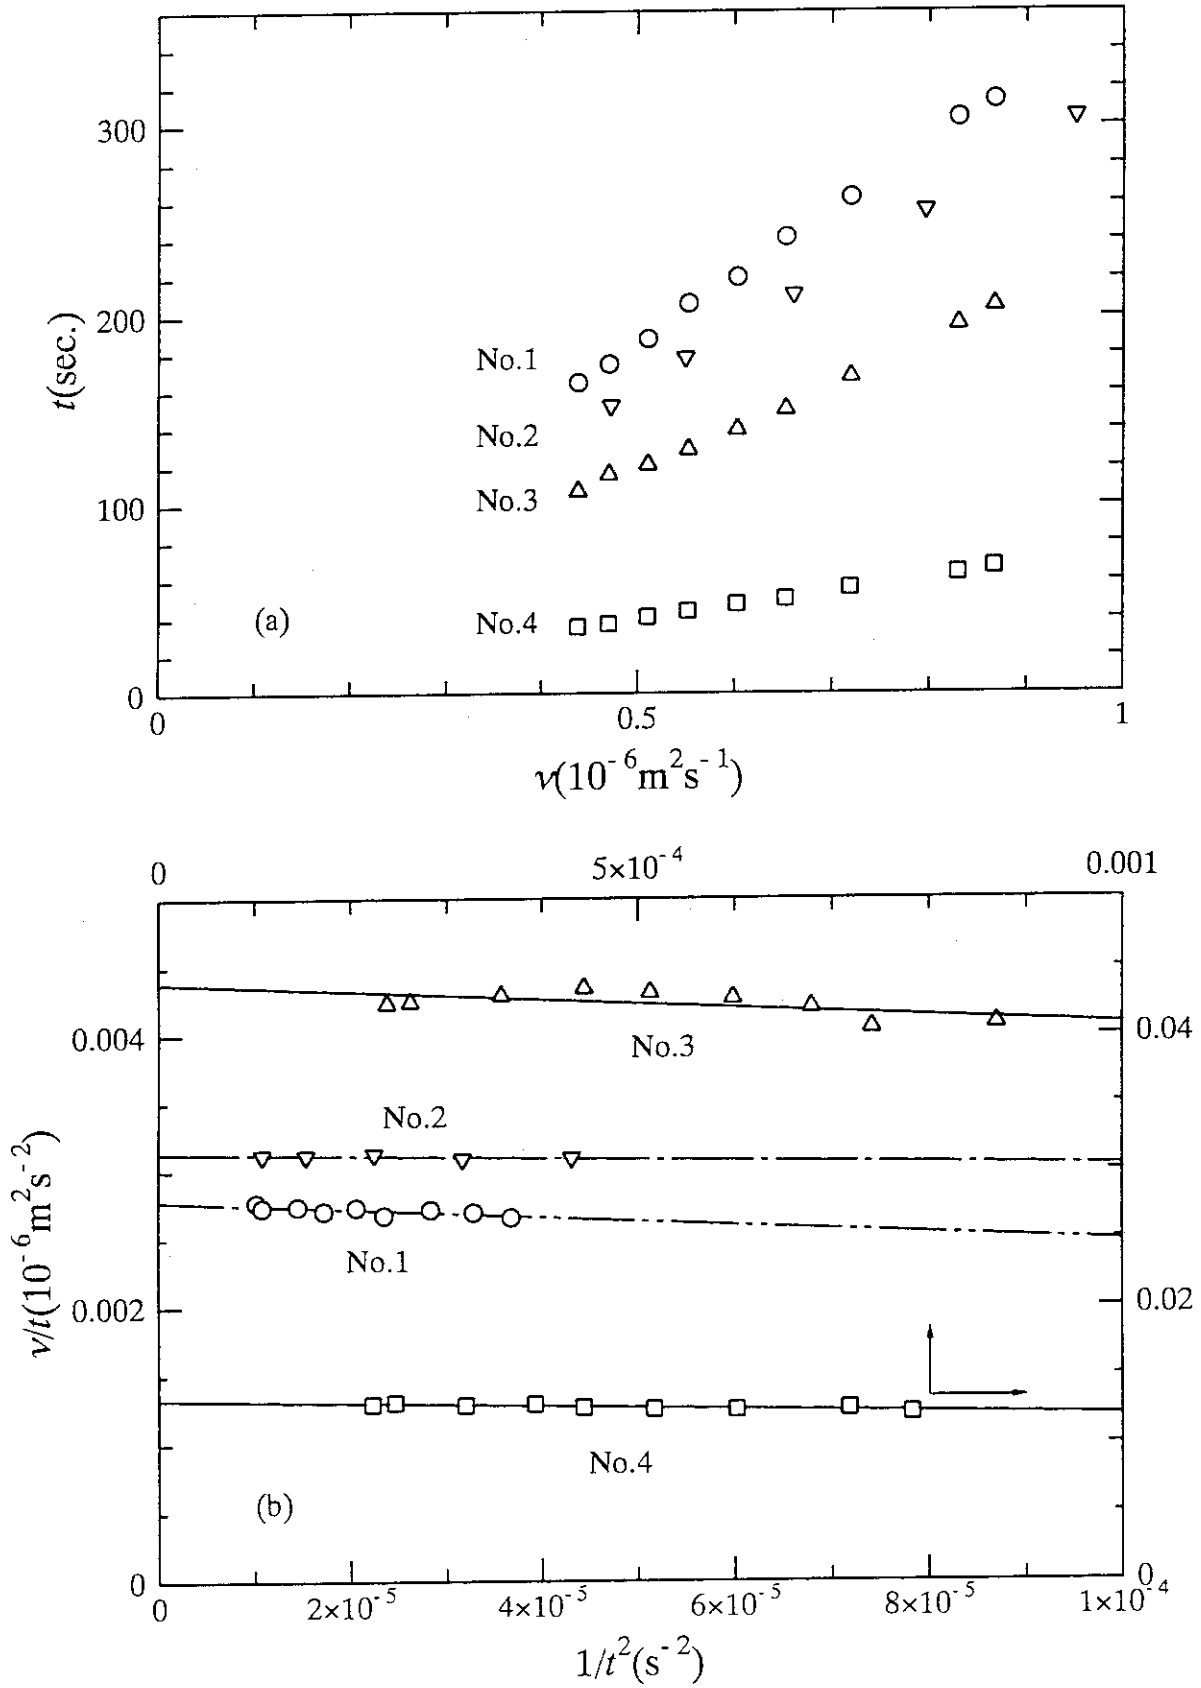 300
200
100
0
t(sec.)
No.1
No.2
No.3
No.4
(a)
0
0.5
1
ν(10⁻⁶m²s⁻¹)
0
5×10⁻⁴
0.001
0.004
0.002
0
ν/t(10⁻⁶m²s⁻²)
No.3
No.2
No.1
No.4
(b)
0.04
0.02
0
0
2×10⁻⁵
4×10⁻⁵
6×10⁻⁵
8×10⁻⁵
1×10⁻⁴
1/t²(s⁻²)